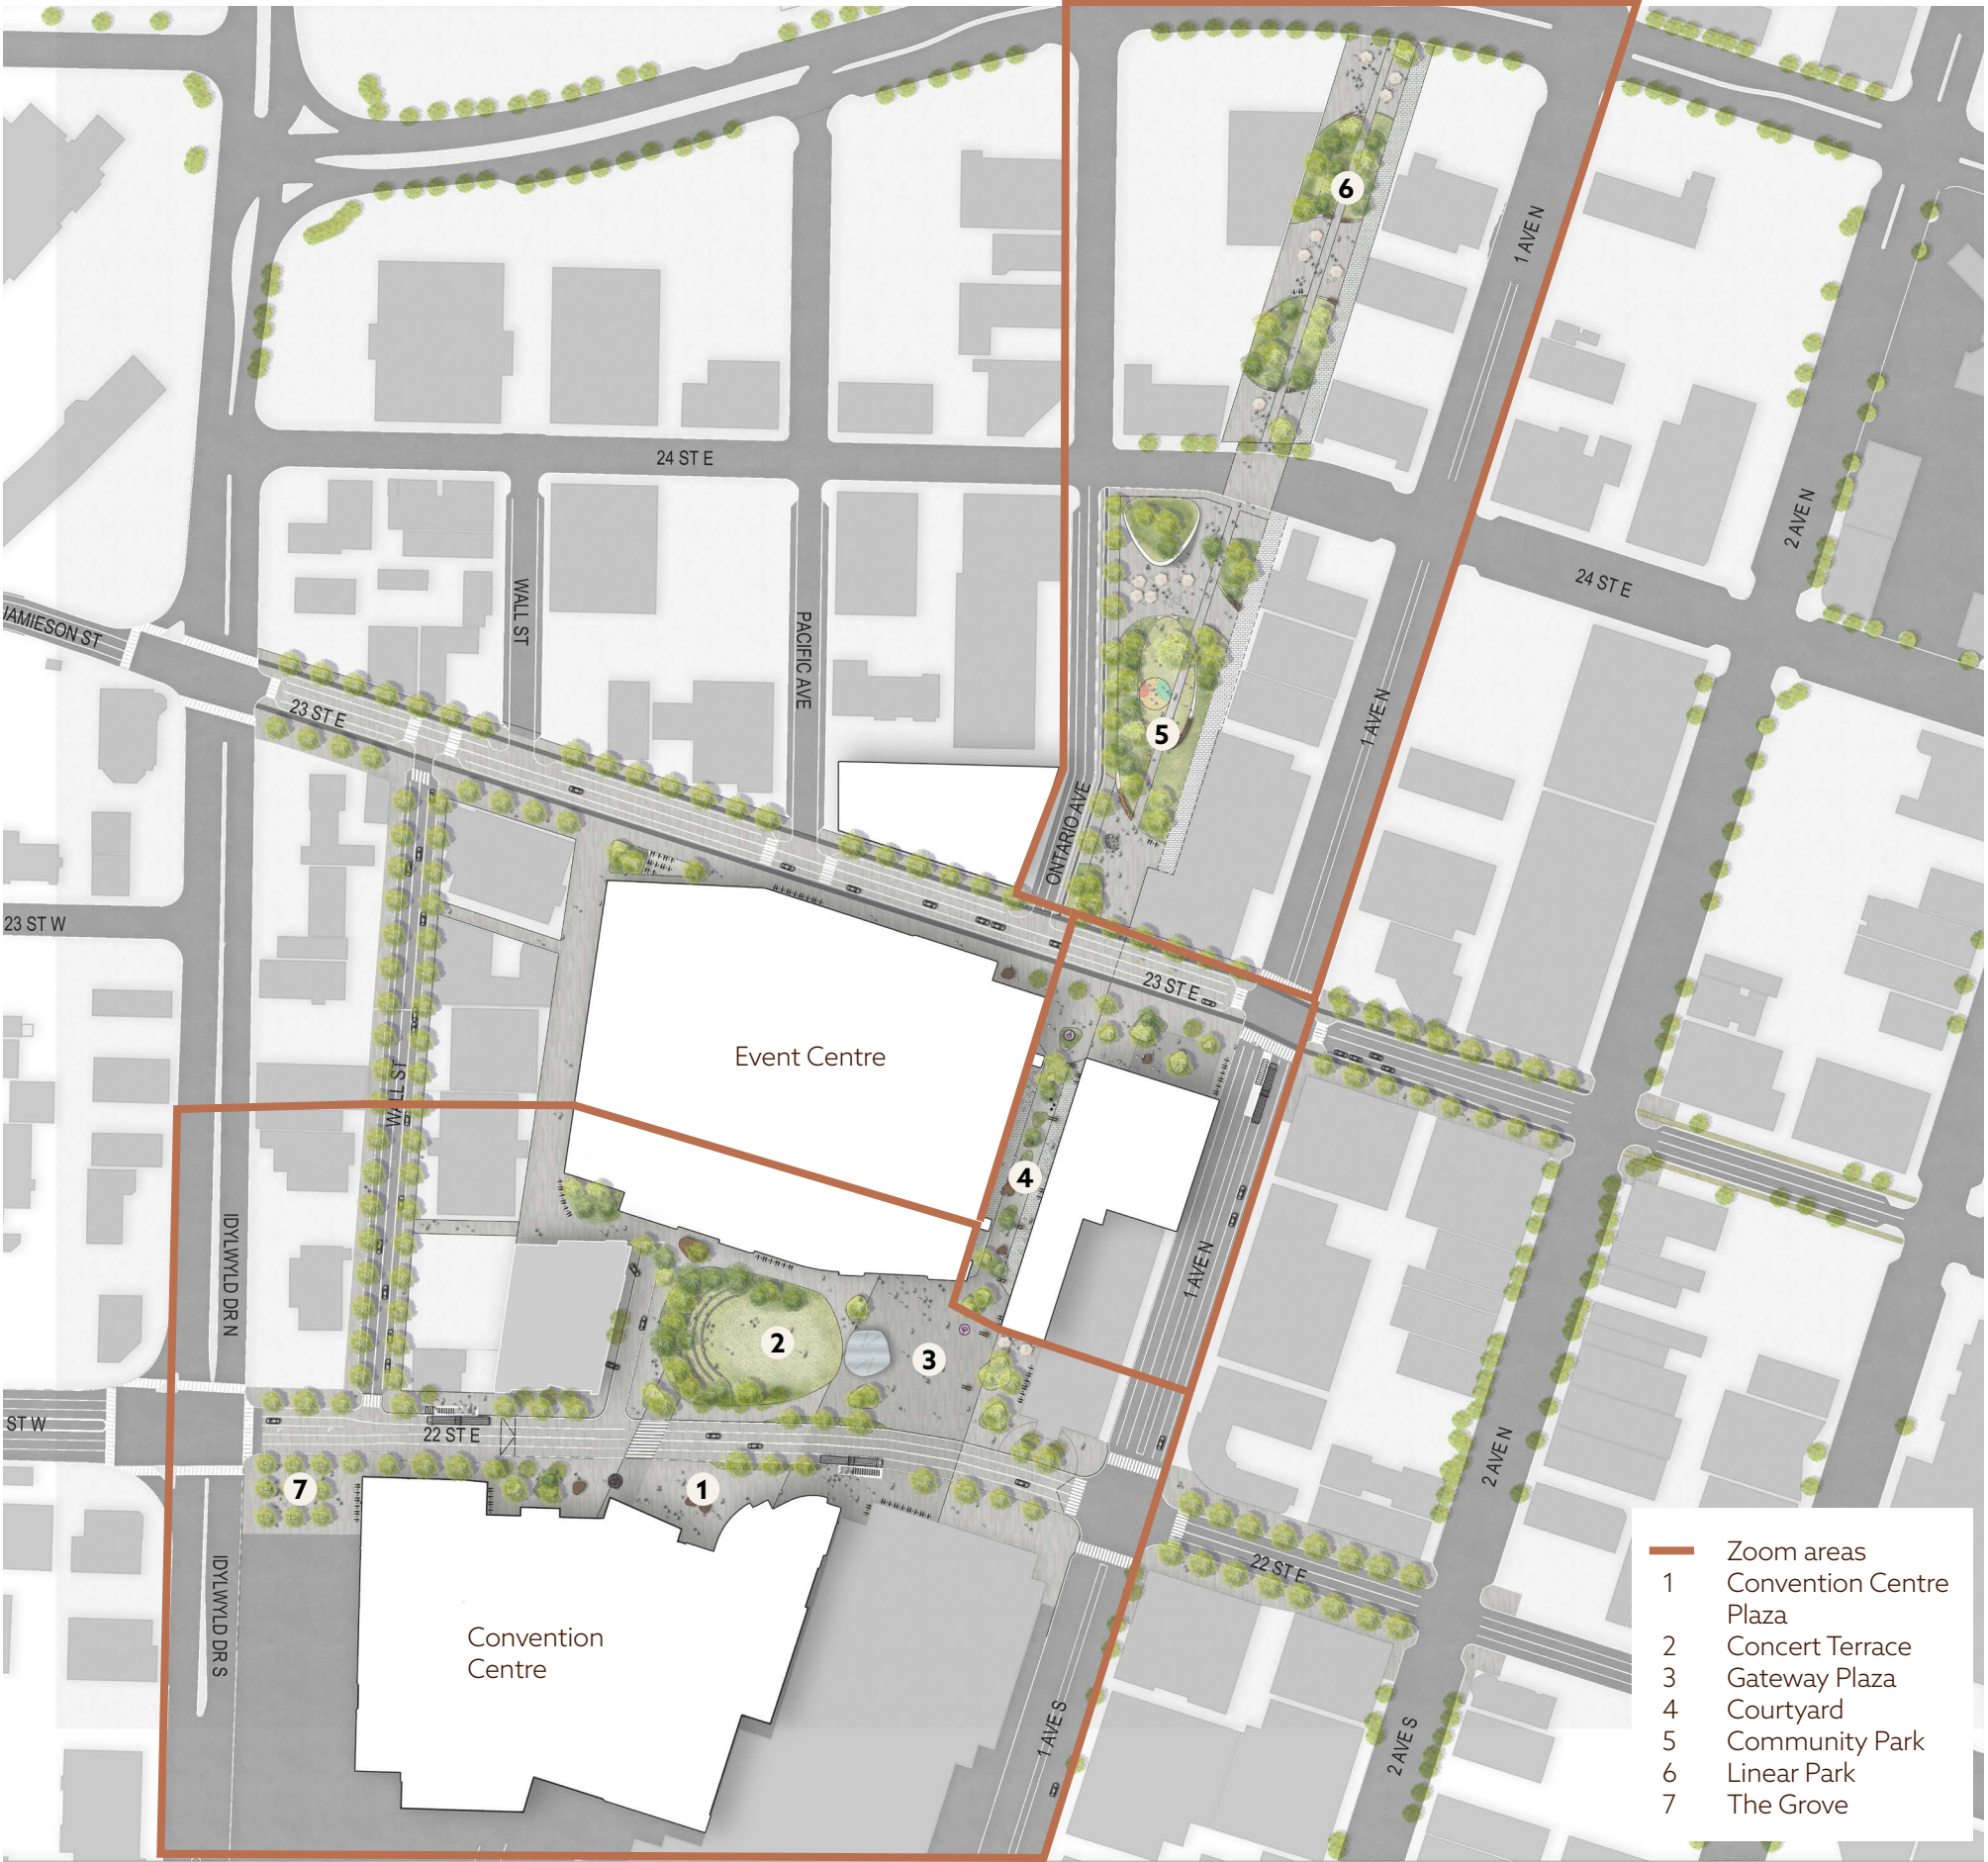 6
1 AVE N
24 ST E
2 AVE N
24 ST E
WALL ST
PACIFIC AVE
JAMIESON ST
23 ST E
5
1 AVE N
ONTARIO AVE
23 ST W
23 ST E
Event Centre
WALL ST
4
IDYLWYLD DR N
1 AVE N
2
3
ST W
22 ST E
2 AVE N
7
1
22 ST E
IDYLWYLD DR S
Convention
Centre
1 AVE S
2 AVE S
Zoom areas
1 Convention Centre
Plaza
2 Concert Terrace
3 Gateway Plaza
4 Courtyard
5 Community Park
6 Linear Park
7 The Grove